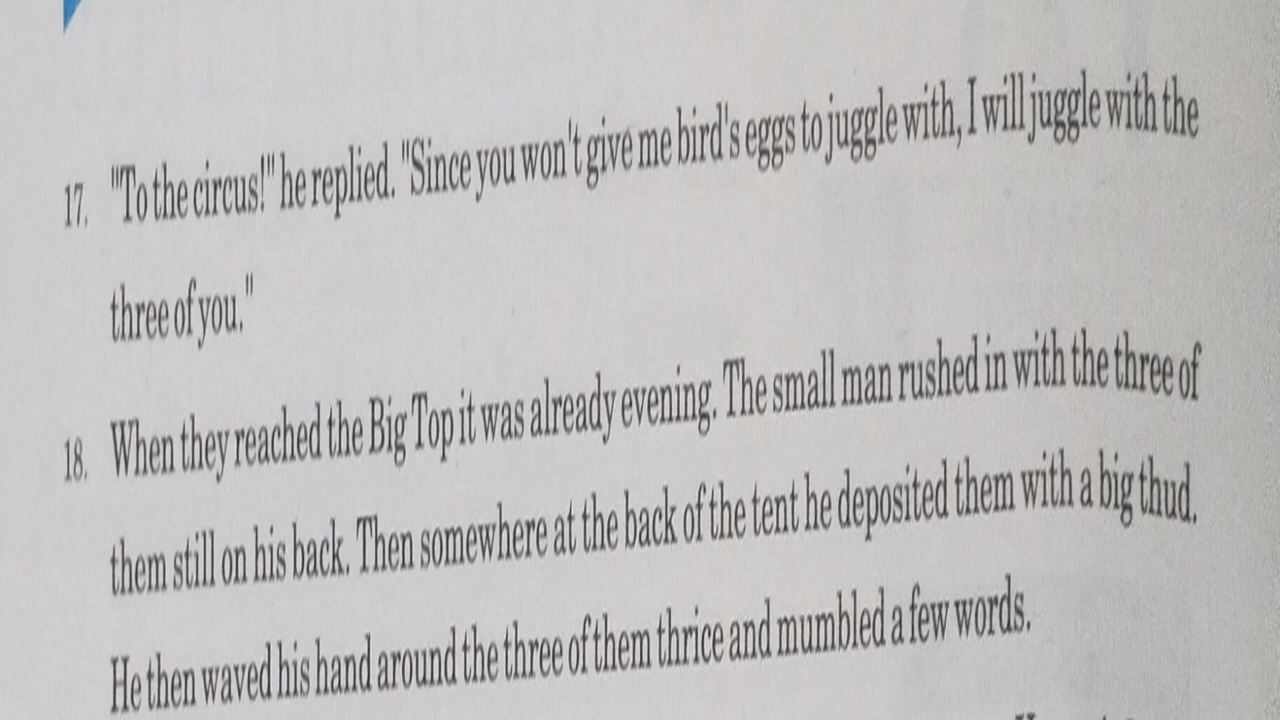 17. "To the circus!" he replied. "Since you won't give me bird's eggs to juggle with, I will juggle with the
three of you."
18. When they reached the Big Top it was already evening. The small man rushed in with the three of
them still on his back. Then somewhere at the back of the tent he deposited them with a big thud.
He then waved his hand around the three of them thrice and mumbled a few words.